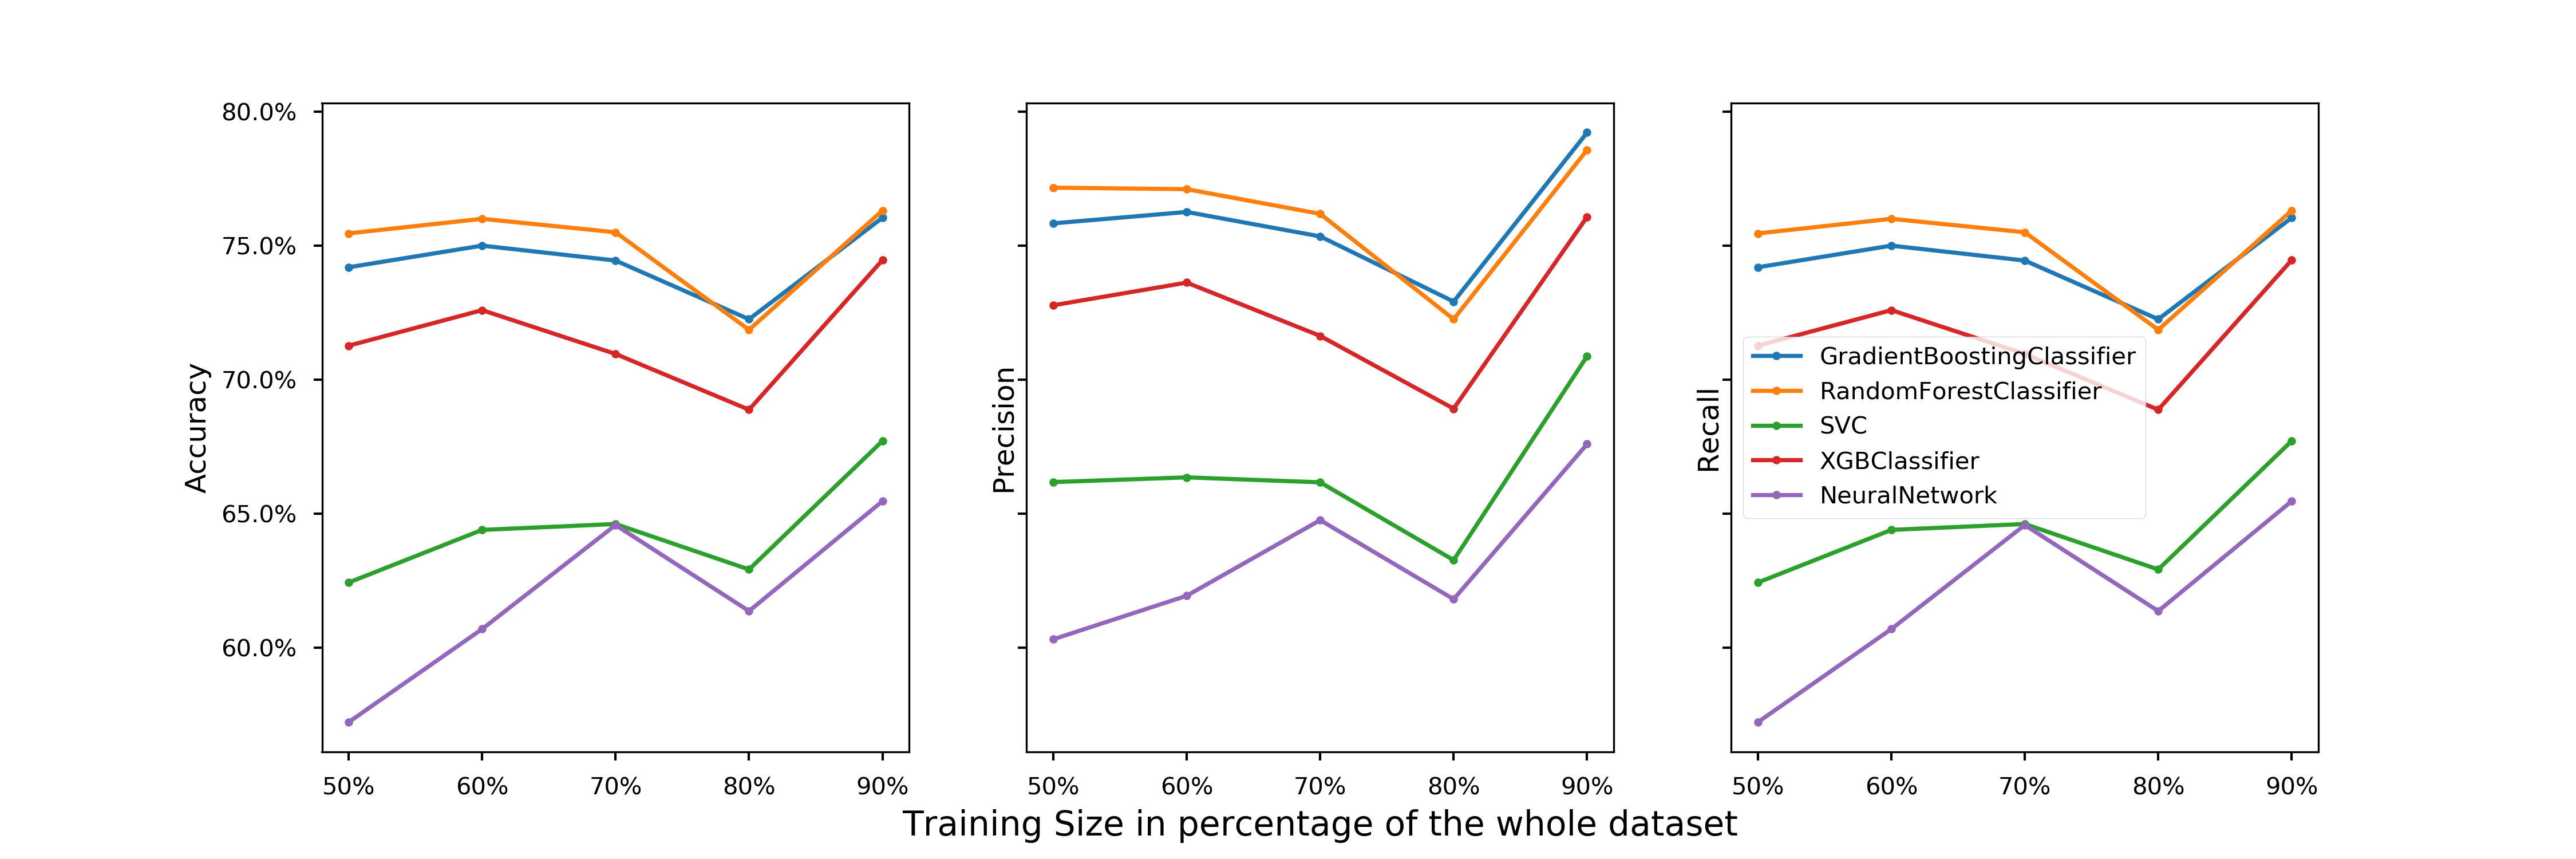 80.0%
75.0%
70.0%
65.0%
60.0%
Accuracy
50% 60% 70% 80% 90%
Precision
50% 60% 70% 80% 90%
Recall
GradientBoostingClassifier
RandomForestClassifier
SVC
XGBClassifier
NeuralNetwork
50% 60% 70% 80% 90%
Training Size in percentage of the whole dataset